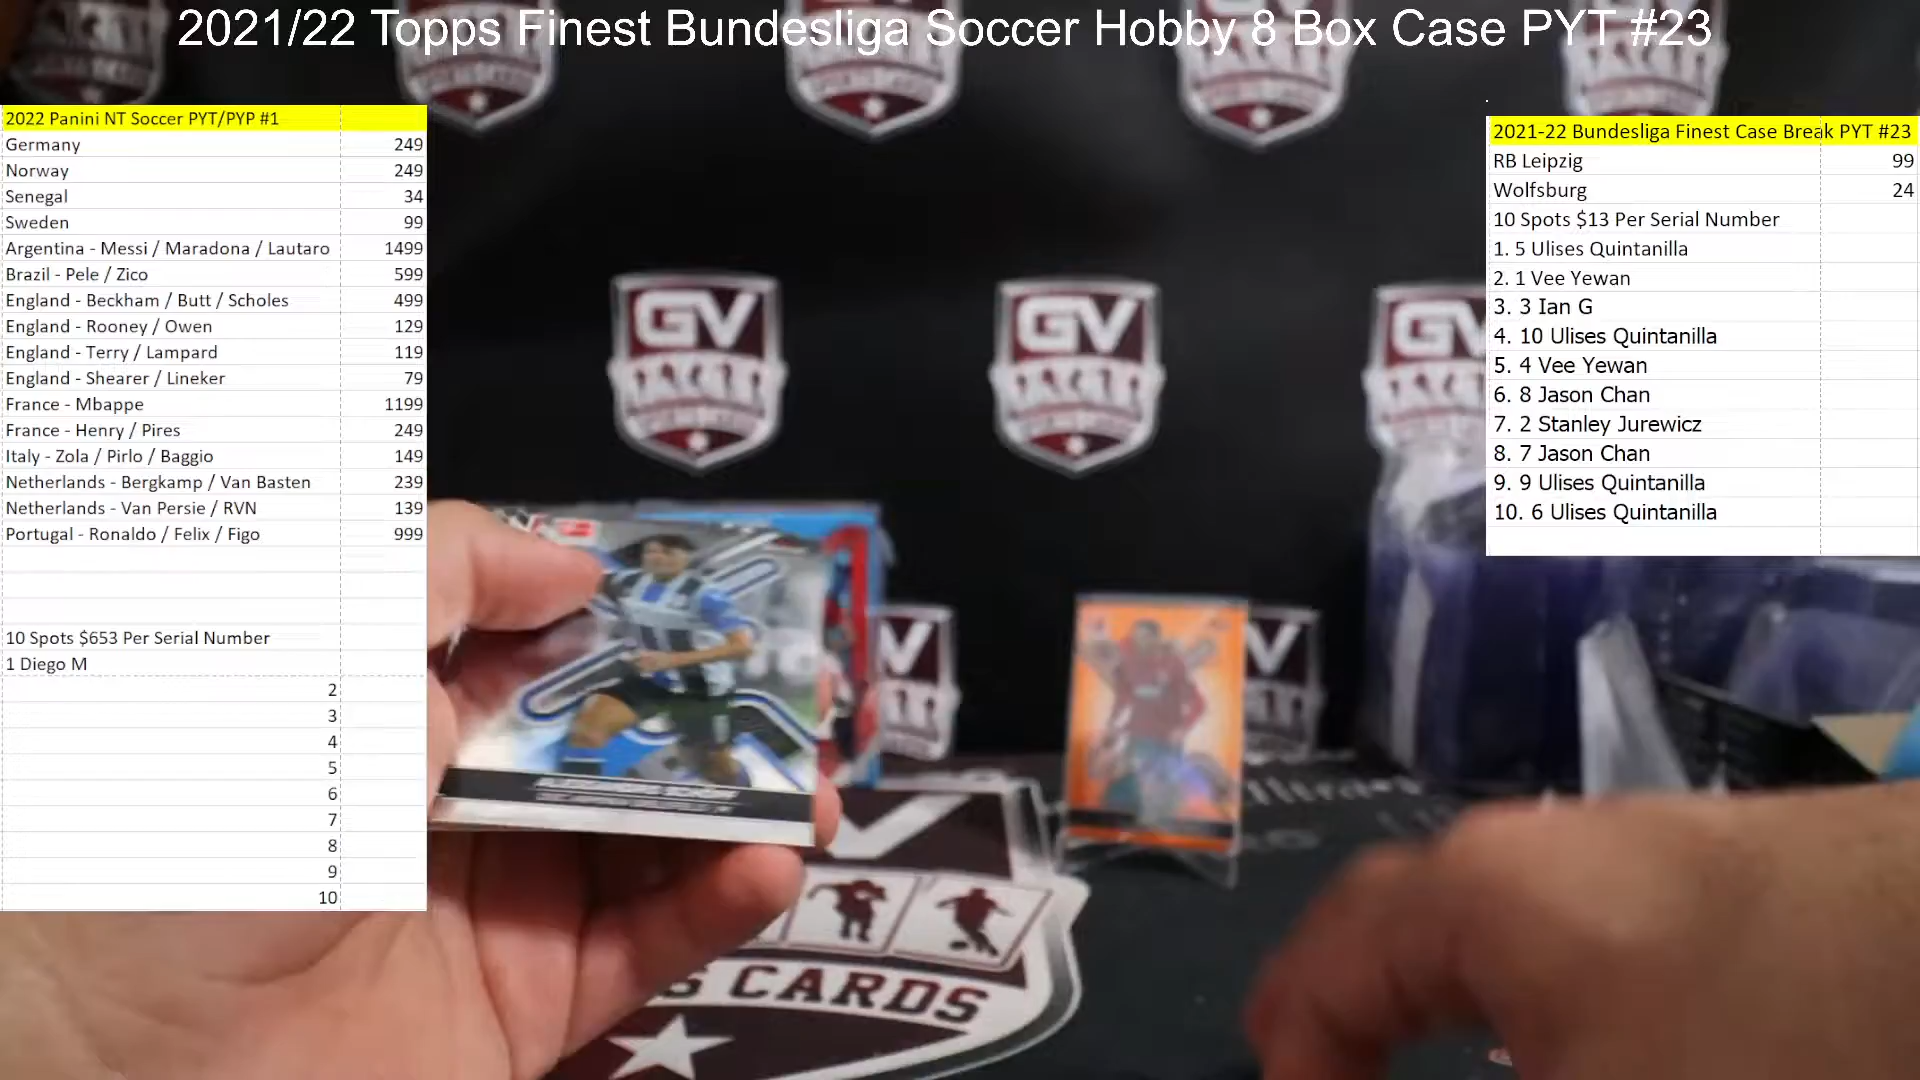 2021/22 Topps Finest Bundesliga Soccer Hobby 8 Box Case PYT #23
2022 Panini NT Soccer PYT/PYP #1
Germany 249
Norway 249
Senegal 34
Sweden 99
Argentina - Messi / Maradona / Lautaro 1499
Brazil - Pele / Zico 599
England - Beckham / Butt / Scholes 499
England - Rooney / Owen 129
England - Terry / Lampard 119
England - Shearer / Lineker 79
France - Mbappe 1199
France - Henry / Pires 249
Italy - Zola / Pirlo / Baggio 149
Netherlands - Bergkamp / Van Basten 239
Netherlands - Van Persie / RVN 139
Portugal - Ronaldo / Felix / Figo 999
10 Spots $653 Per Serial Number
1 Diego M
2
3
4
5
6
7
8
9
10
2021-22 Bundesliga Finest Case Break PYT #23
RB Leipzig 99
Wolfsburg 24
10 Spots $13 Per Serial Number
1. 5 Ulises Quintanilla
2. 1 Vee Yewan
3. 3 Ian G
4. 10 Ulises Quintanilla
5. 4 Vee Yewan
6. 8 Jason Chan
7. 2 Stanley Jurewicz
8. 7 Jason Chan
9. 9 Ulises Quintanilla
10. 6 Ulises Quintanilla
GV
GV
GV
CARDS